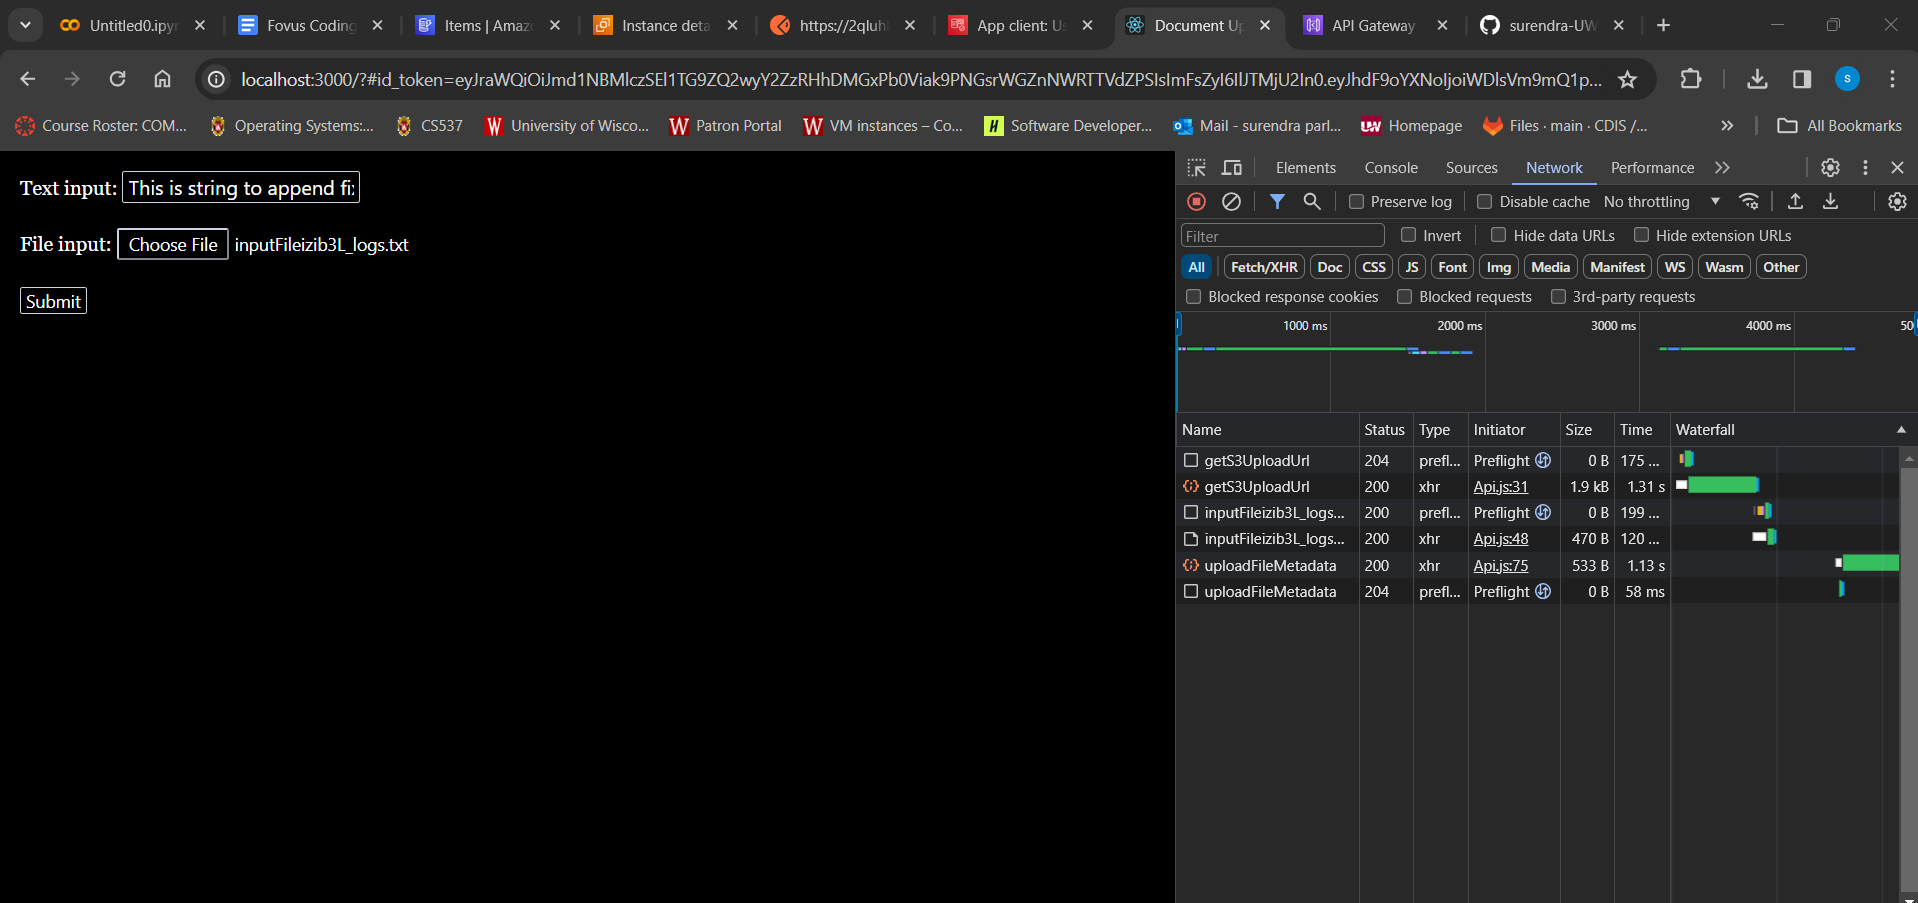 Untitled0.ipyn
Fovus Coding
Items | Amazo
Instance deta
https://2qluhl
App client: Us
Document Up
API Gateway
surendra-UW
localhost:3000/?#id_token=
Course Roster: COM...
Operating Systems:...
CS537
University of Wisco...
Patron Portal
VM instances – Co...
Software Developer...
Mail - surendra parl...
Homepage
Files · main · CDIS /...
All Bookmarks
Text input: This is string to append fi
File input: Choose File inputFileizib3L_logs.txt
Submit
Elements Console Sources Network Performance
Preserve log Disable cache No throttling
Filter Invert Hide data URLs Hide extension URLs
All Fetch/XHR Doc CSS JS Font Img Media Manifest WS Wasm Other
Blocked response cookies Blocked requests 3rd-party requests
1000 ms 2000 ms 3000 ms 4000 ms 50
Name Status Type Initiator Size Time Waterfall
getS3UploadUrl 204 prefl... Preflight 0 B 175 ...
getS3UploadUrl 200 xhr Api.js:31 1.9 kB 1.31 s
inputFileizib3L_logs... 200 prefl... Preflight 0 B 199 ...
inputFileizib3L_logs... 200 xhr Api.js:48 470 B 120 ...
uploadFileMetadata 200 xhr Api.js:75 533 B 1.13 s
uploadFileMetadata 204 prefl... Preflight 0 B 58 ms